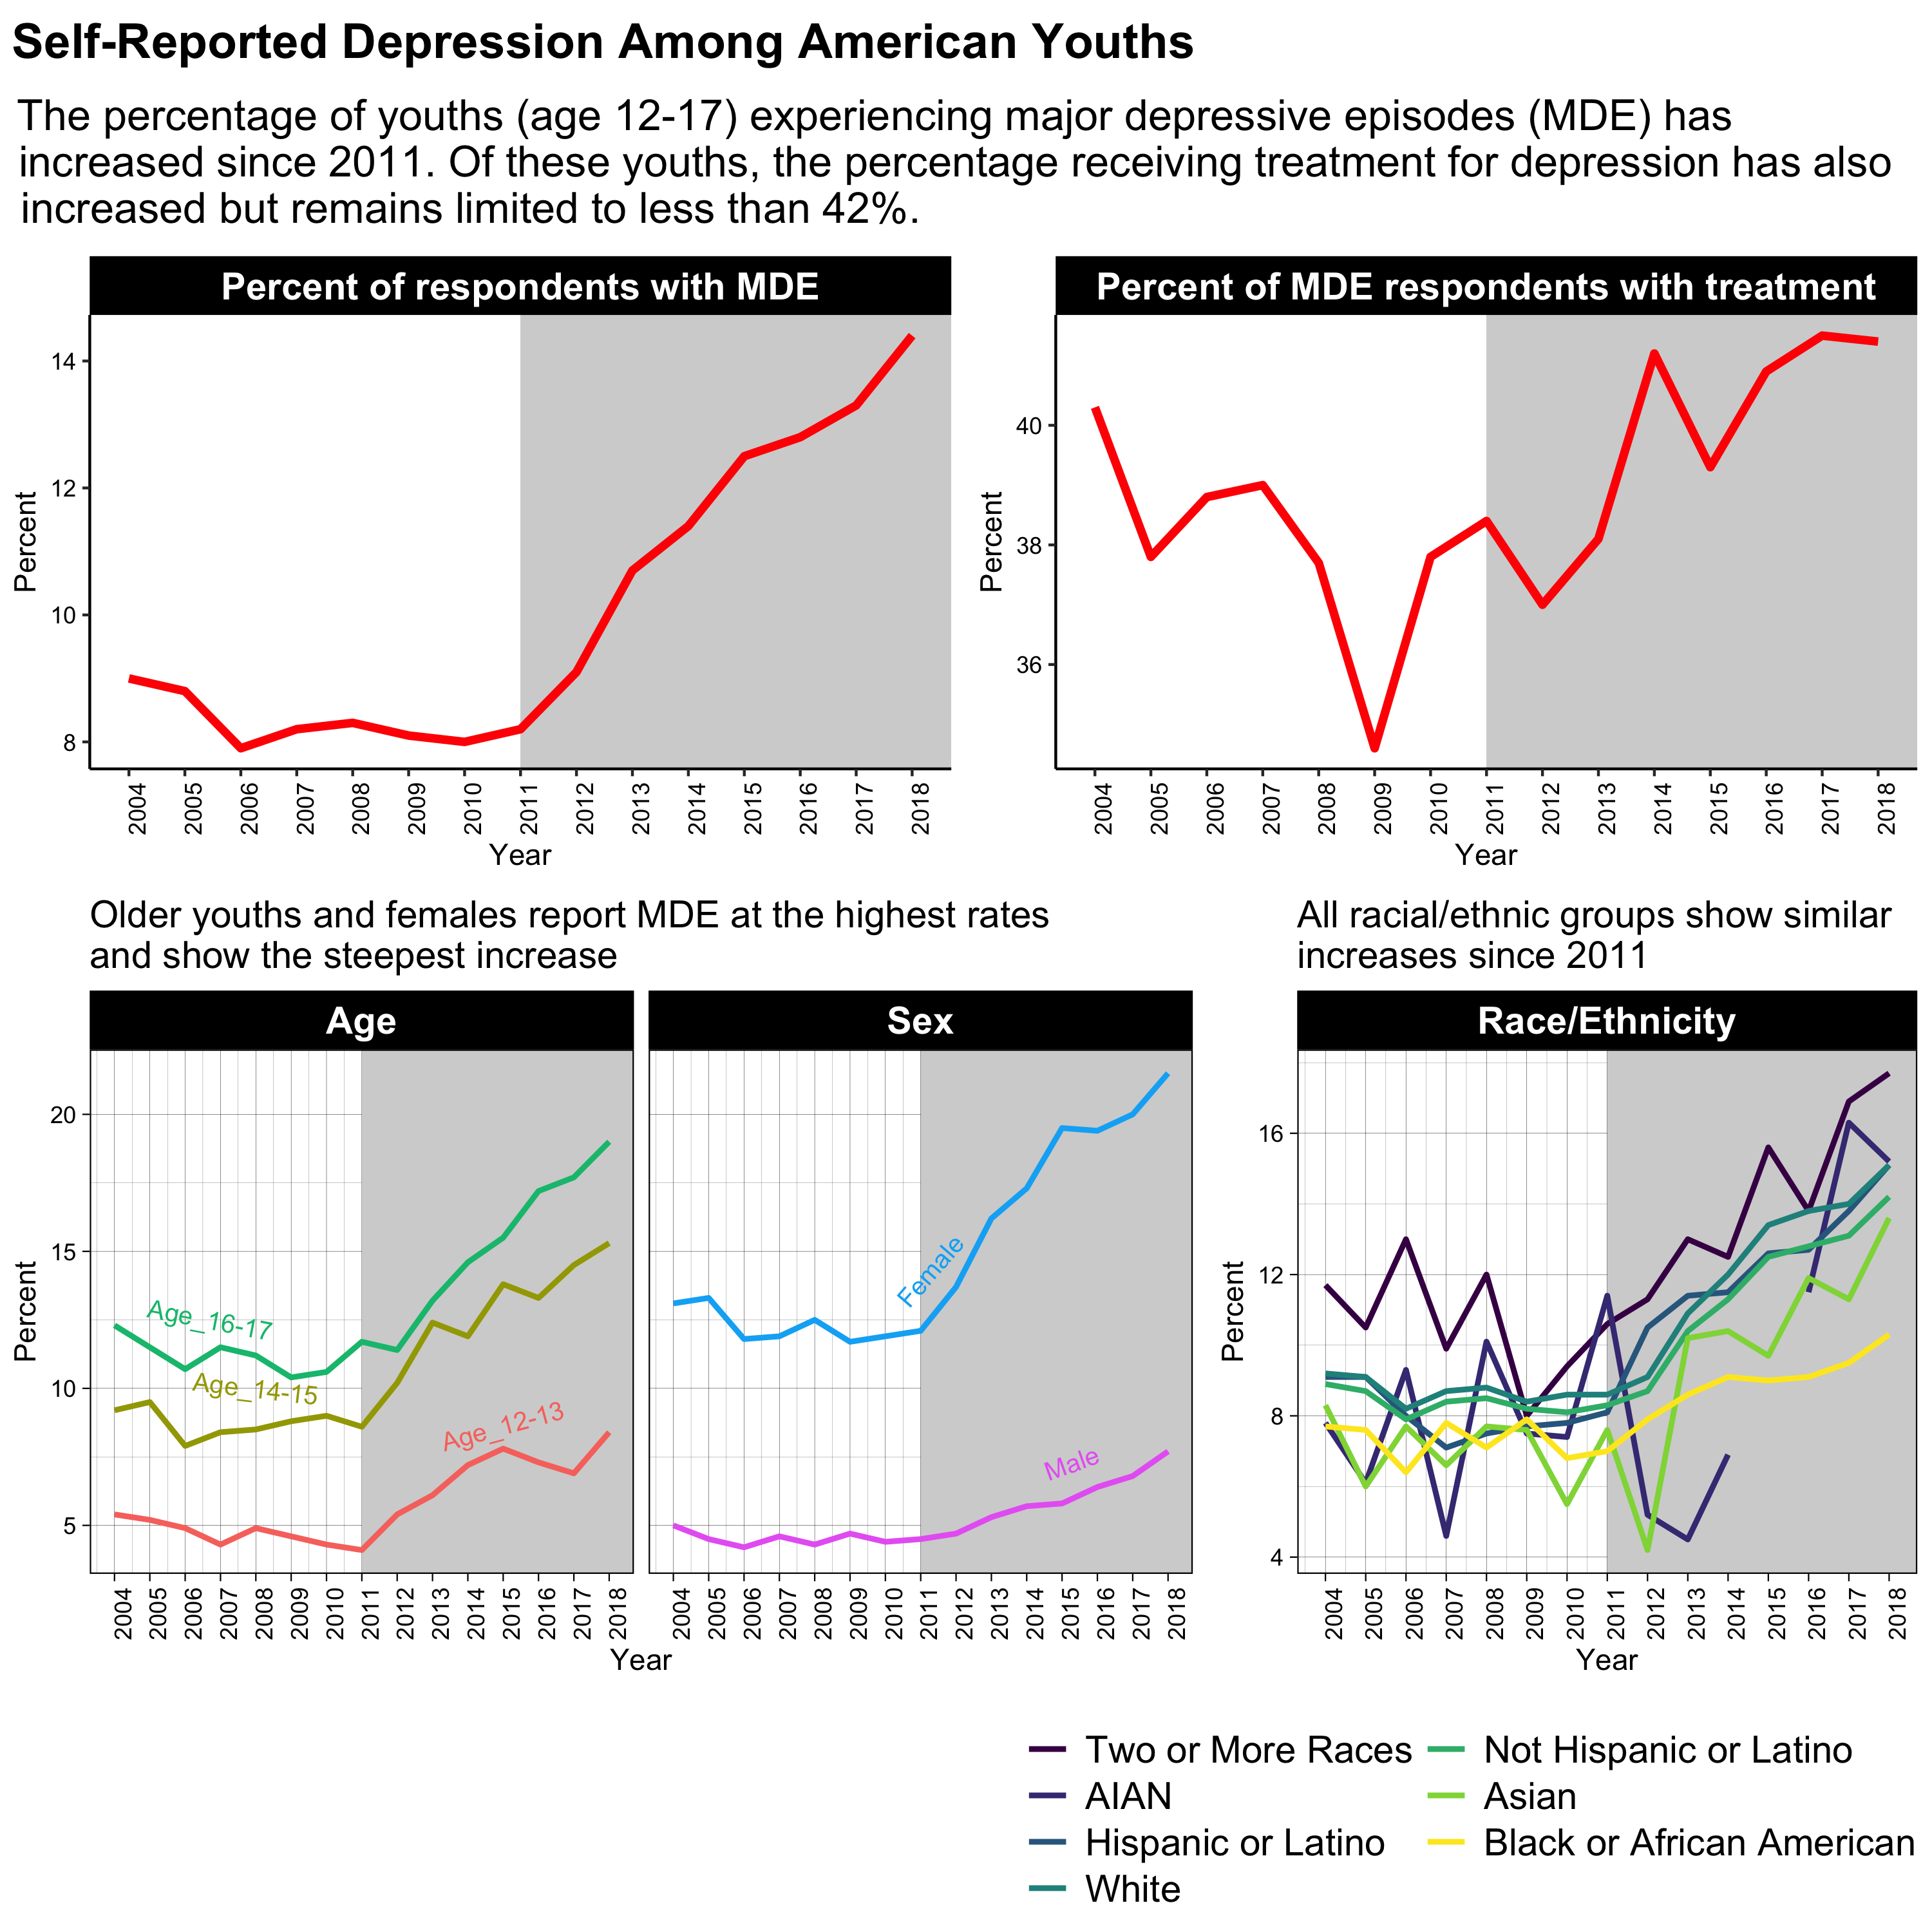 Self-Reported Depression Among American Youths
The percentage of youths (age 12-17) experiencing major depressive episodes (MDE) has
increased since 2011. Of these youths, the percentage receiving treatment for depression has also
increased but remains limited to less than 42%.
Percent of respondents with MDE
Percent
14
12
10
8
2004 2005 2006 2007 2008 2009 2010 2011 2012 2013 2014 2015 2016 2017 2018
Year
Percent of MDE respondents with treatment
Percent
40
38
36
2004 2005 2006 2007 2008 2009 2010 2011 2012 2013 2014 2015 2016 2017 2018
Year
Older youths and females report MDE at the highest rates
and show the steepest increase
Age
Percent
20
15
10
5
Age_16-17
Age_14-15
Age_12-13
2004 2005 2006 2007 2008 2009 2010 2011 2012 2013 2014 2015 2016 2017 2018
Sex
Female
Male
2004 2005 2006 2007 2008 2009 2010 2011 2012 2013 2014 2015 2016 2017 2018
Year
All racial/ethnic groups show similar
increases since 2011
Race/Ethnicity
Percent
16
12
8
4
2004 2005 2006 2007 2008 2009 2010 2011 2012 2013 2014 2015 2016 2017 2018
Year
Two or More Races
AIAN
Hispanic or Latino
White
Not Hispanic or Latino
Asian
Black or African American